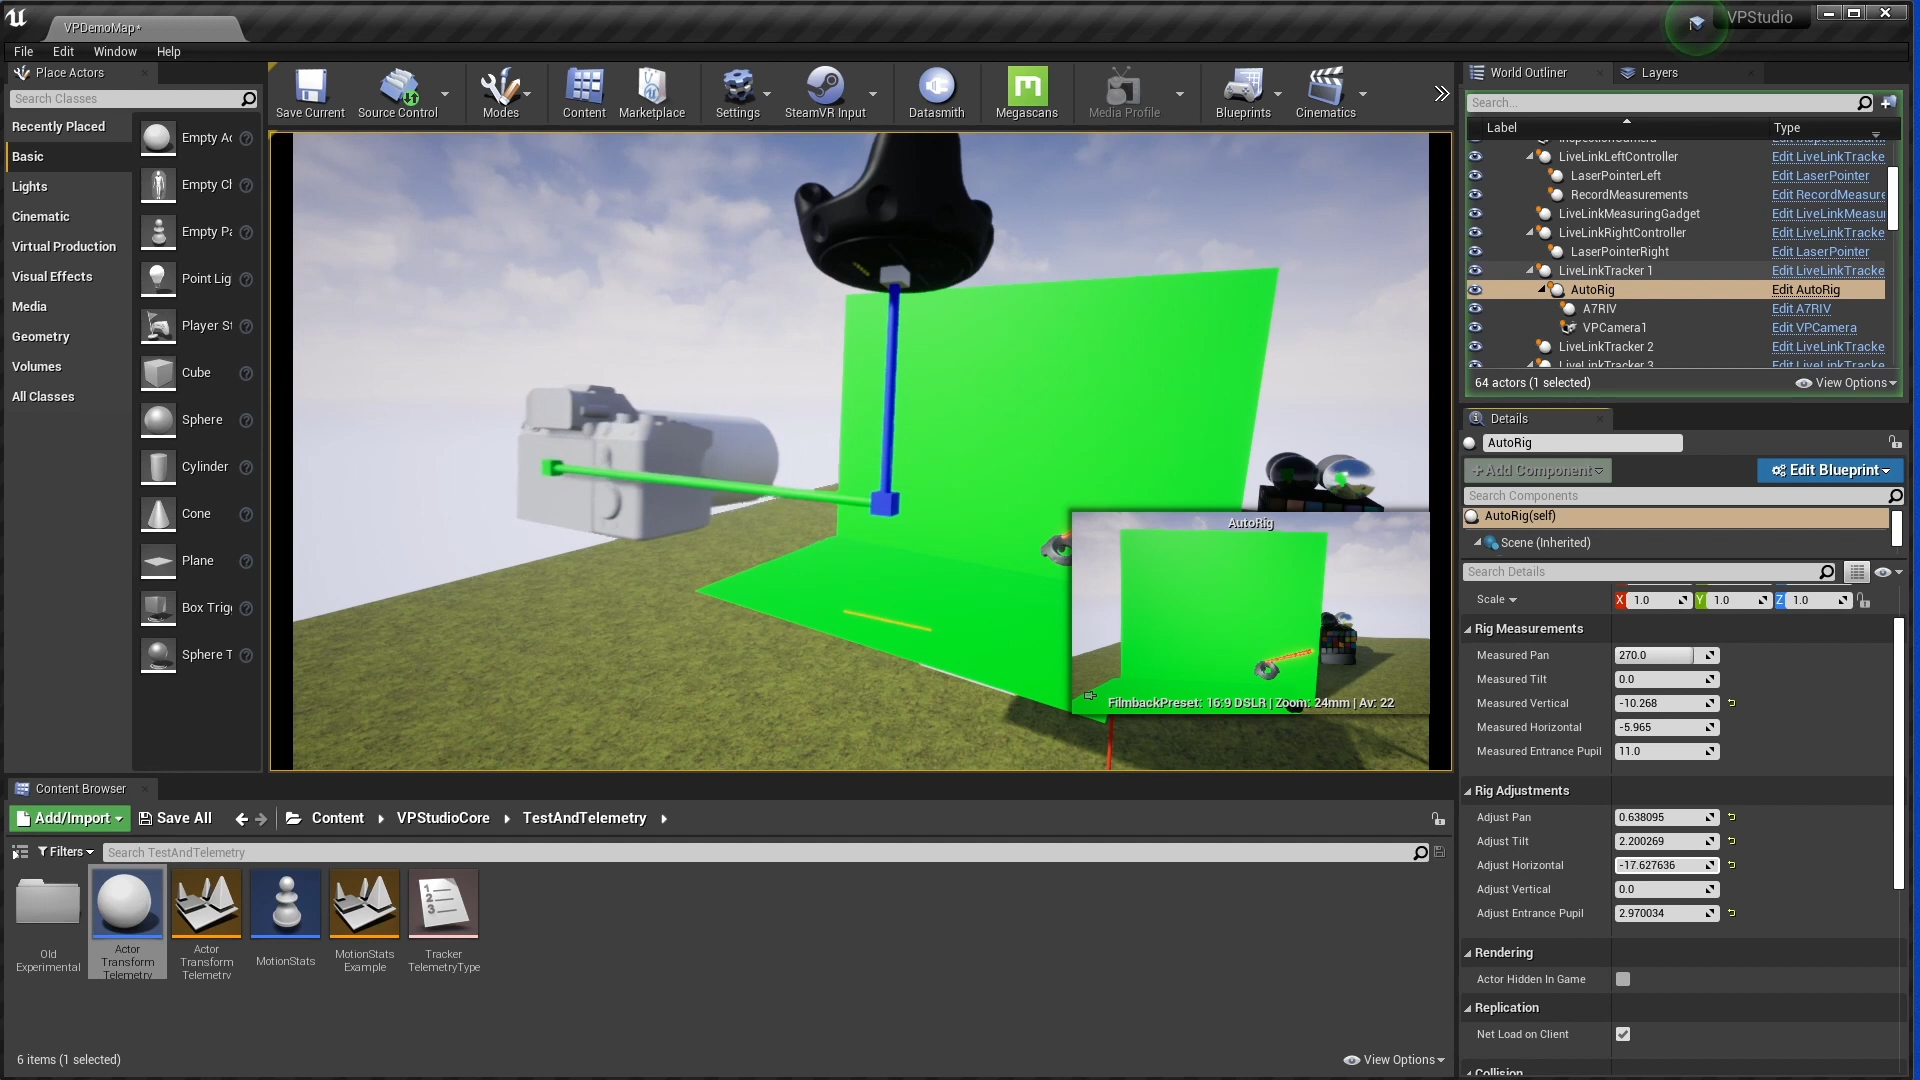 VPDemoMap*
VPStudio
File Edit Window Help
Place Actors
Search Classes
Recently Placed
Basic
Lights
Cinematic
Virtual Production
Visual Effects
Media
Geometry
Volumes
All Classes
Empty Ac
Empty Cl
Empty Pa
Point Lig
Player St
Cube
Sphere
Cylinder
Cone
Plane
Box Trig
Sphere T
Save Current
Source Control
Modes
Content
Marketplace
Settings
SteamVR Input
Datasmith
Megascans
Media Profile
Blueprints
Cinematics
AutoRig
FilmbackPreset: 16:9 DSLR | Zoom: 24mm | Av: 22
World Outliner
Layers
Search...
Label Type
LiveLinkLeftController Edit LiveLinkTracke
LaserPointerLeft Edit LaserPointer
RecordMeasurements Edit RecordMeasure
LiveLinkMeasuringGadget Edit LiveLinkMeasu
LiveLinkRightController Edit LiveLinkTracke
LaserPointerRight Edit LaserPointer
LiveLinkTracker 1 Edit LiveLinkTracke
AutoRig Edit AutoRig
A7RIV Edit A7RIV
VPCamera1 Edit VPCamera
LiveLinkTracker 2 Edit LiveLinkTracke
LiveLinkTracker 3 Edit LiveLinkTracke
64 actors (1 selected) View Options
Details
AutoRig
+Add Component Edit Blueprint
Search Components
AutoRig(self)
Scene (Inherited)
Search Details
Scale X 1.0 Y 1.0 Z 1.0
Rig Measurements
Measured Pan 270.0
Measured Tilt 0.0
Measured Vertical -10.268
Measured Horizontal -5.965
Measured Entrance Pupil 11.0
Rig Adjustments
Adjust Pan 0.638095
Adjust Tilt 2.200269
Adjust Horizontal -17.627636
Adjust Vertical 0.0
Adjust Entrance Pupil 2.970034
Rendering
Actor Hidden In Game
Replication
Net Load on Client
Collision
Content Browser
Add/Import Save All Content VPStudioCore TestAndTelemetry
Filters Search TestAndTelemetry
Old
Experimental
Actor
Transform
Telemetry
Actor
Transform
Telemetry
MotionStats
MotionStats
Example
Tracker
TelemetryType
6 items (1 selected) View Options